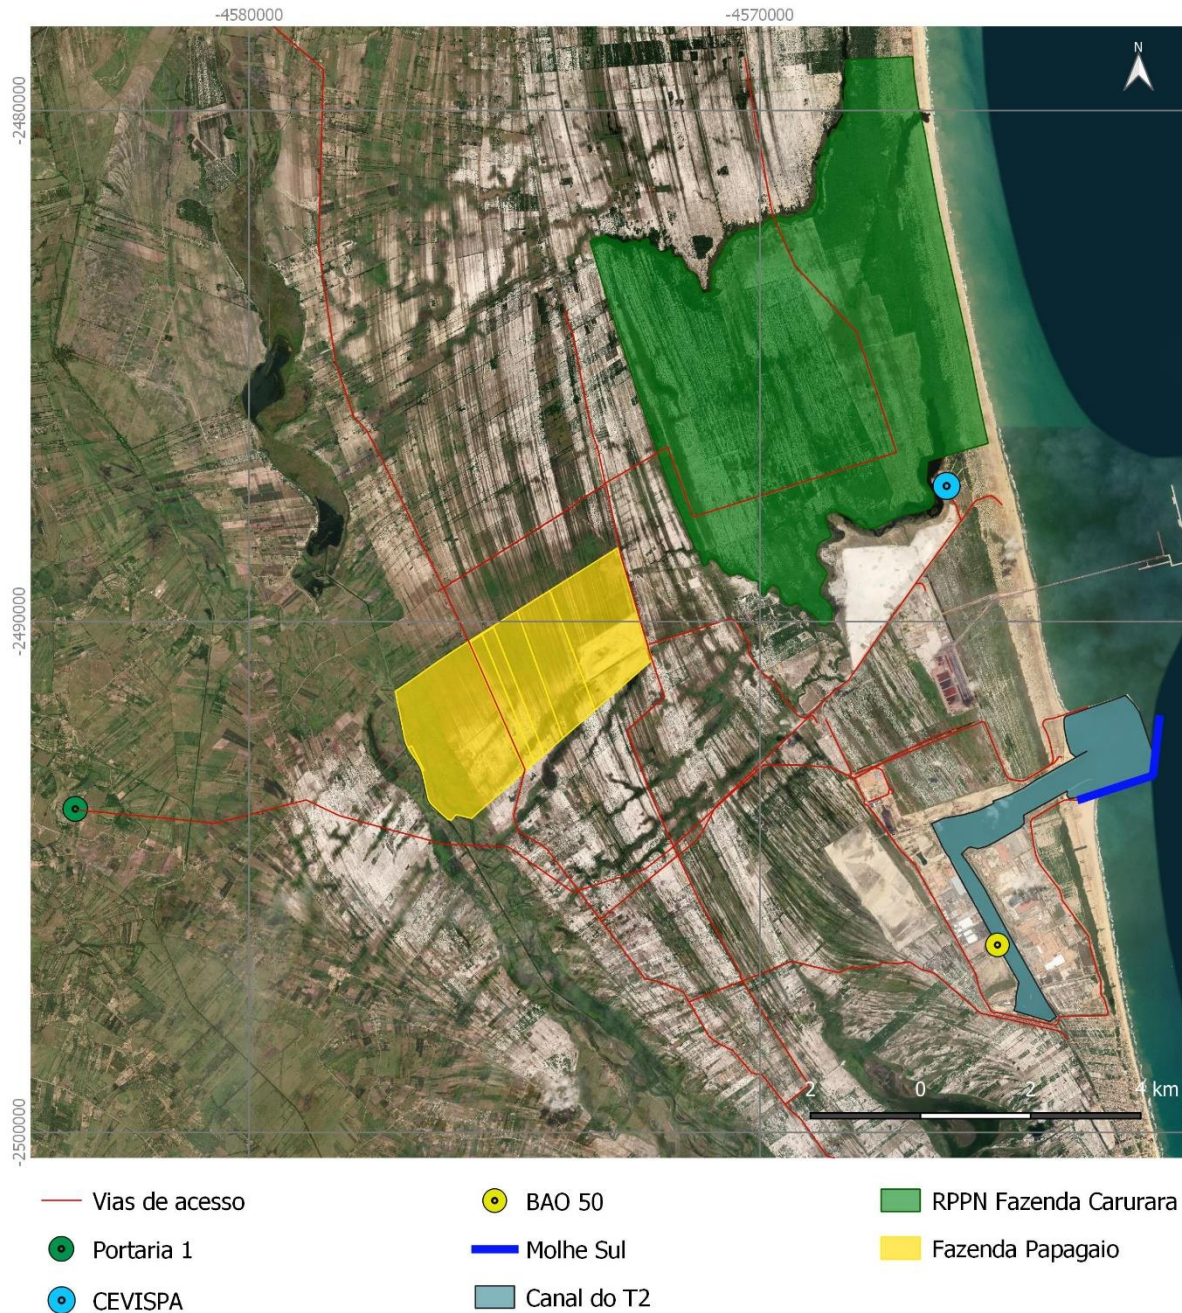 -4580000 -4570000
N
-2480000
-2490000
-2500000
2 0 2 4 km
Vias de acesso
Portaria 1
CEVISPA
BAO 50
Molhe Sul
Canal do T2
RPPN Fazenda Carurara
Fazenda Papagaio